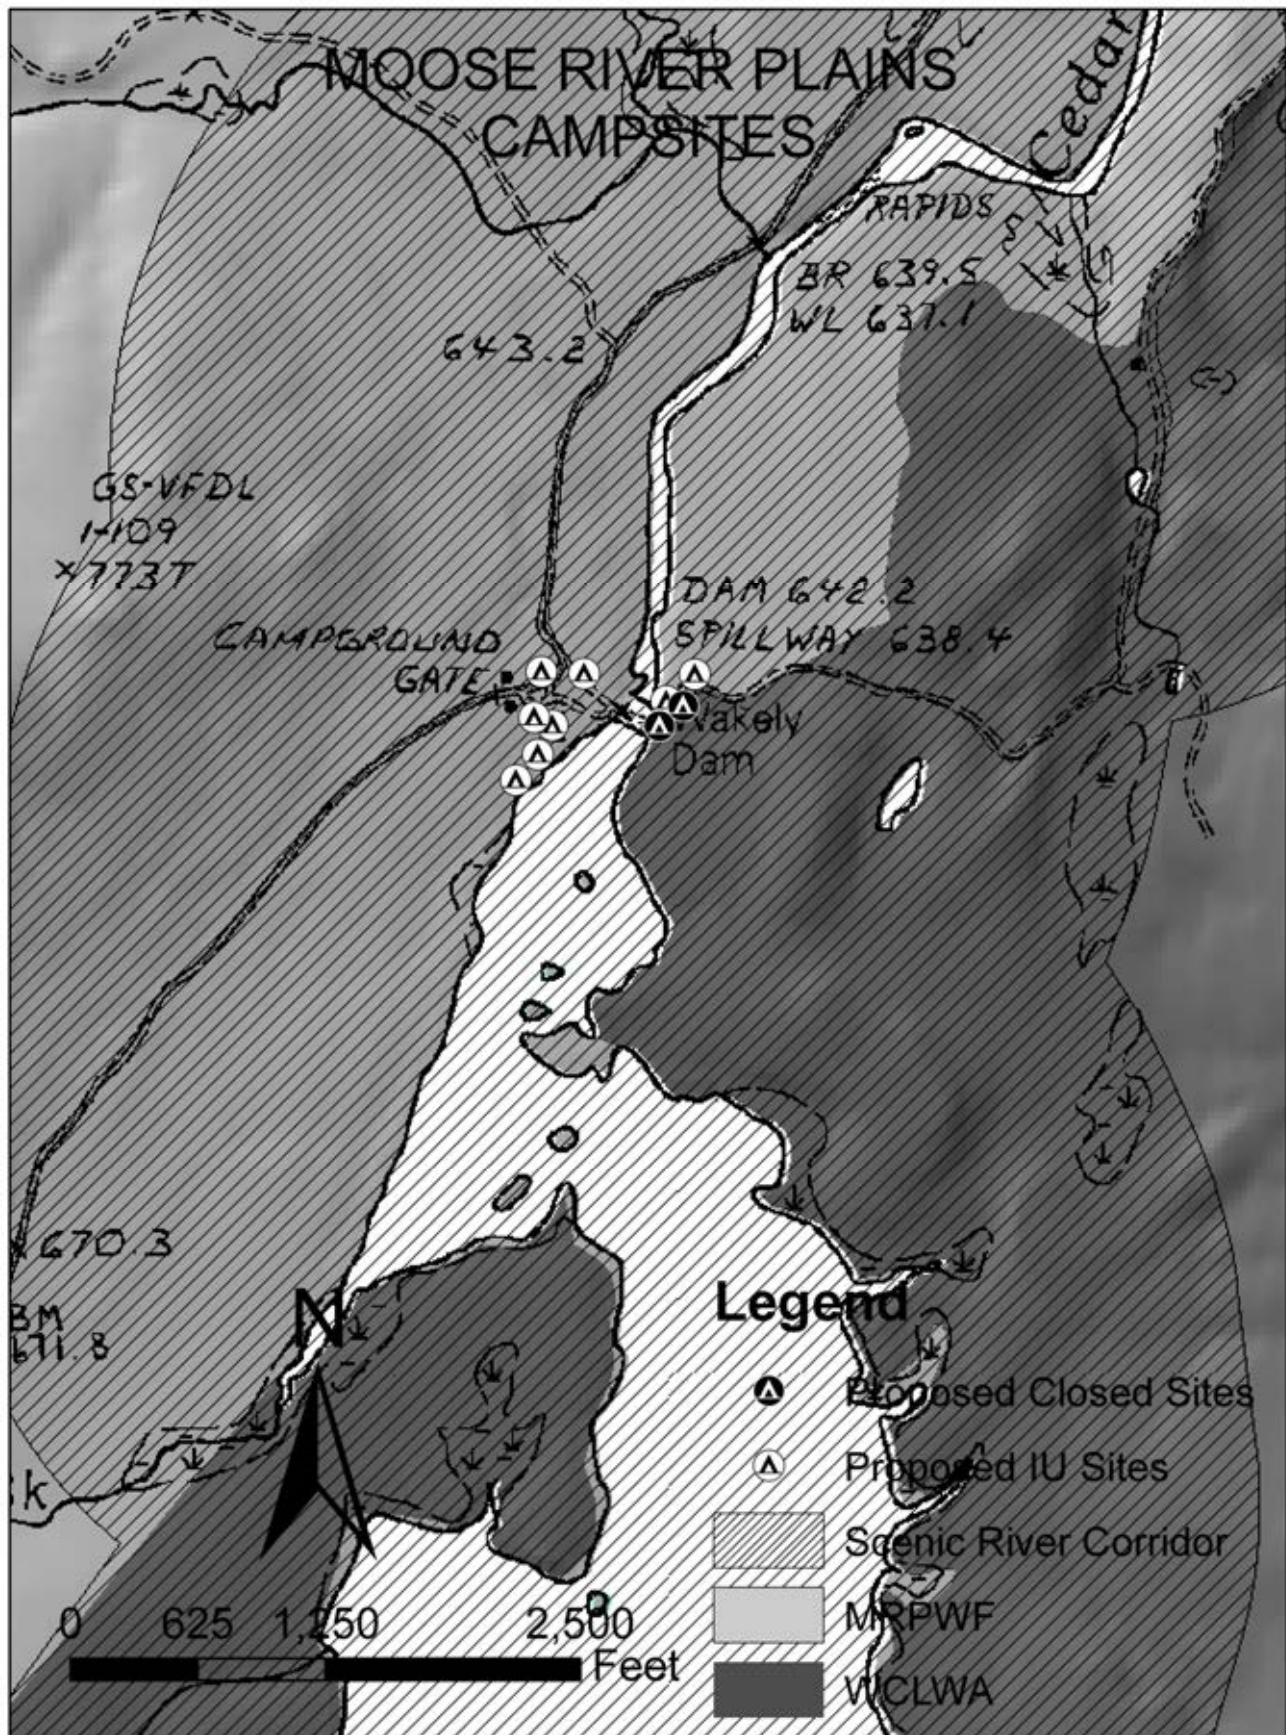 MOOSE RIVER PLAINS
CAMPSITES
Cedar
RAPIDS
BR 639.5
WL 637.1
643.2
(-)
GS-VFDL
1-109
×773T
DAM 642.2
SPILLWAY 638.4
CAMPGROUND
GATE
Wakely
Dam
670.3
BM
671.8
N
k
Legend
Proposed Closed Sites
Proposed IU Sites
Scenic River Corridor
MRPWF
WCLWA
0 625 1,250 2,500
Feet